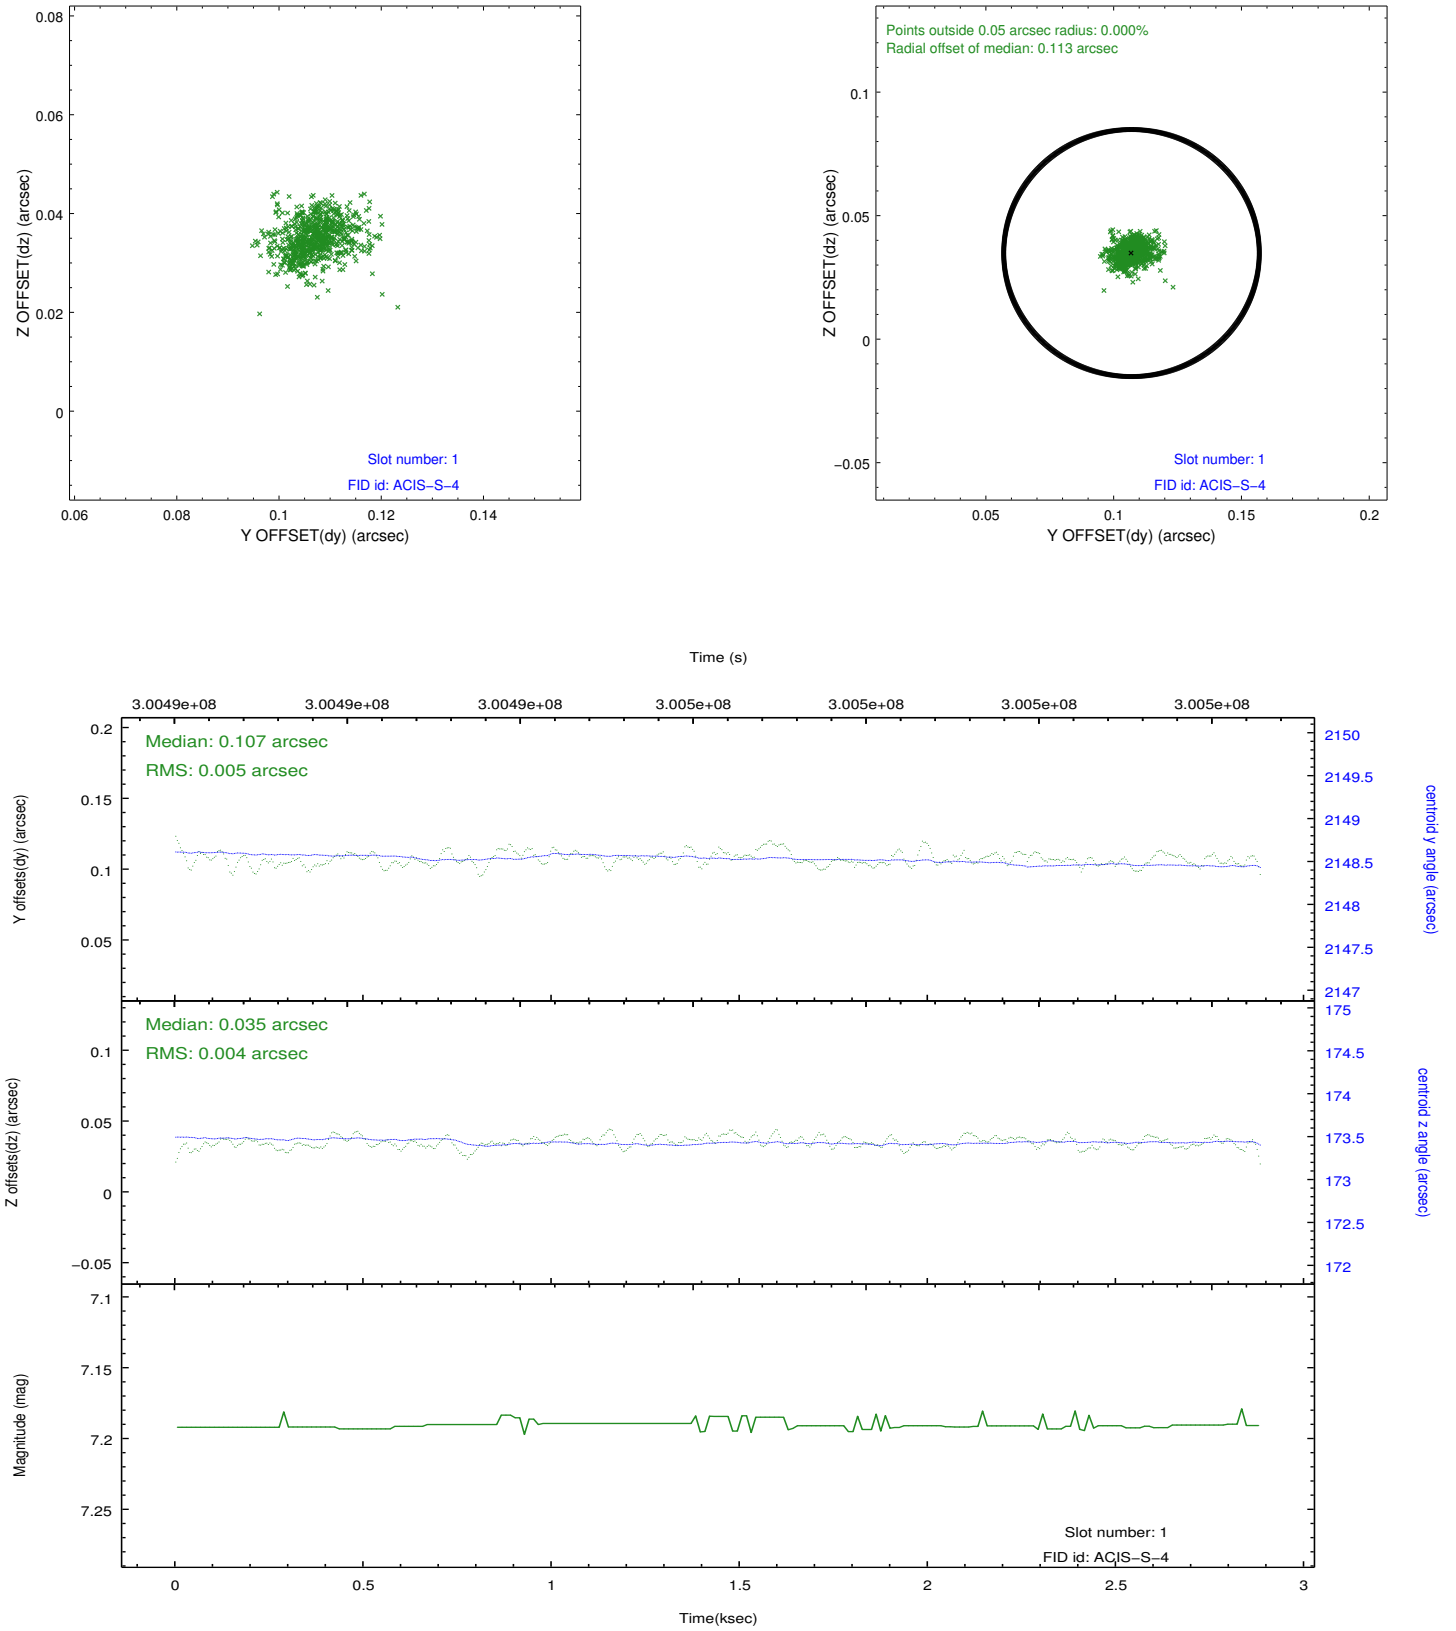 0.08
0.06
0.04
0.02
0
Z OFFSET(dz) (arcsec)
Slot number: 1
FID id: ACIS−S−4
0.06 0.08 0.1 0.12 0.14
Y OFFSET(dy) (arcsec)
Points outside 0.05 arcsec radius: 0.000%
Radial offset of median: 0.113 arcsec
0.1
0.05
0
−0.05
Z OFFSET(dz) (arcsec)
Slot number: 1
FID id: ACIS−S−4
0.05 0.1 0.15 0.2
Y OFFSET(dy) (arcsec)
Time (s)
3.0049e+08 3.0049e+08 3.0049e+08 3.005e+08 3.005e+08 3.005e+08 3.005e+08
Median: 0.107 arcsec
RMS: 0.005 arcsec
0.2
0.15
0.1
0.05
Y offsets(dy) (arcsec)
2150
2149.5
2149
2148.5
2148
2147.5
2147
centroid y angle (arcsec)
Median: 0.035 arcsec
RMS: 0.004 arcsec
0.1
0.05
0
−0.05
Z offsets(dz) (arcsec)
175
174.5
174
173.5
173
172.5
172
centroid z angle (arcsec)
7.1
7.15
7.2
7.25
Magnitude (mag)
Slot number: 1
FID id: ACIS−S−4
0 0.5 1 1.5 2 2.5 3
Time(ksec)